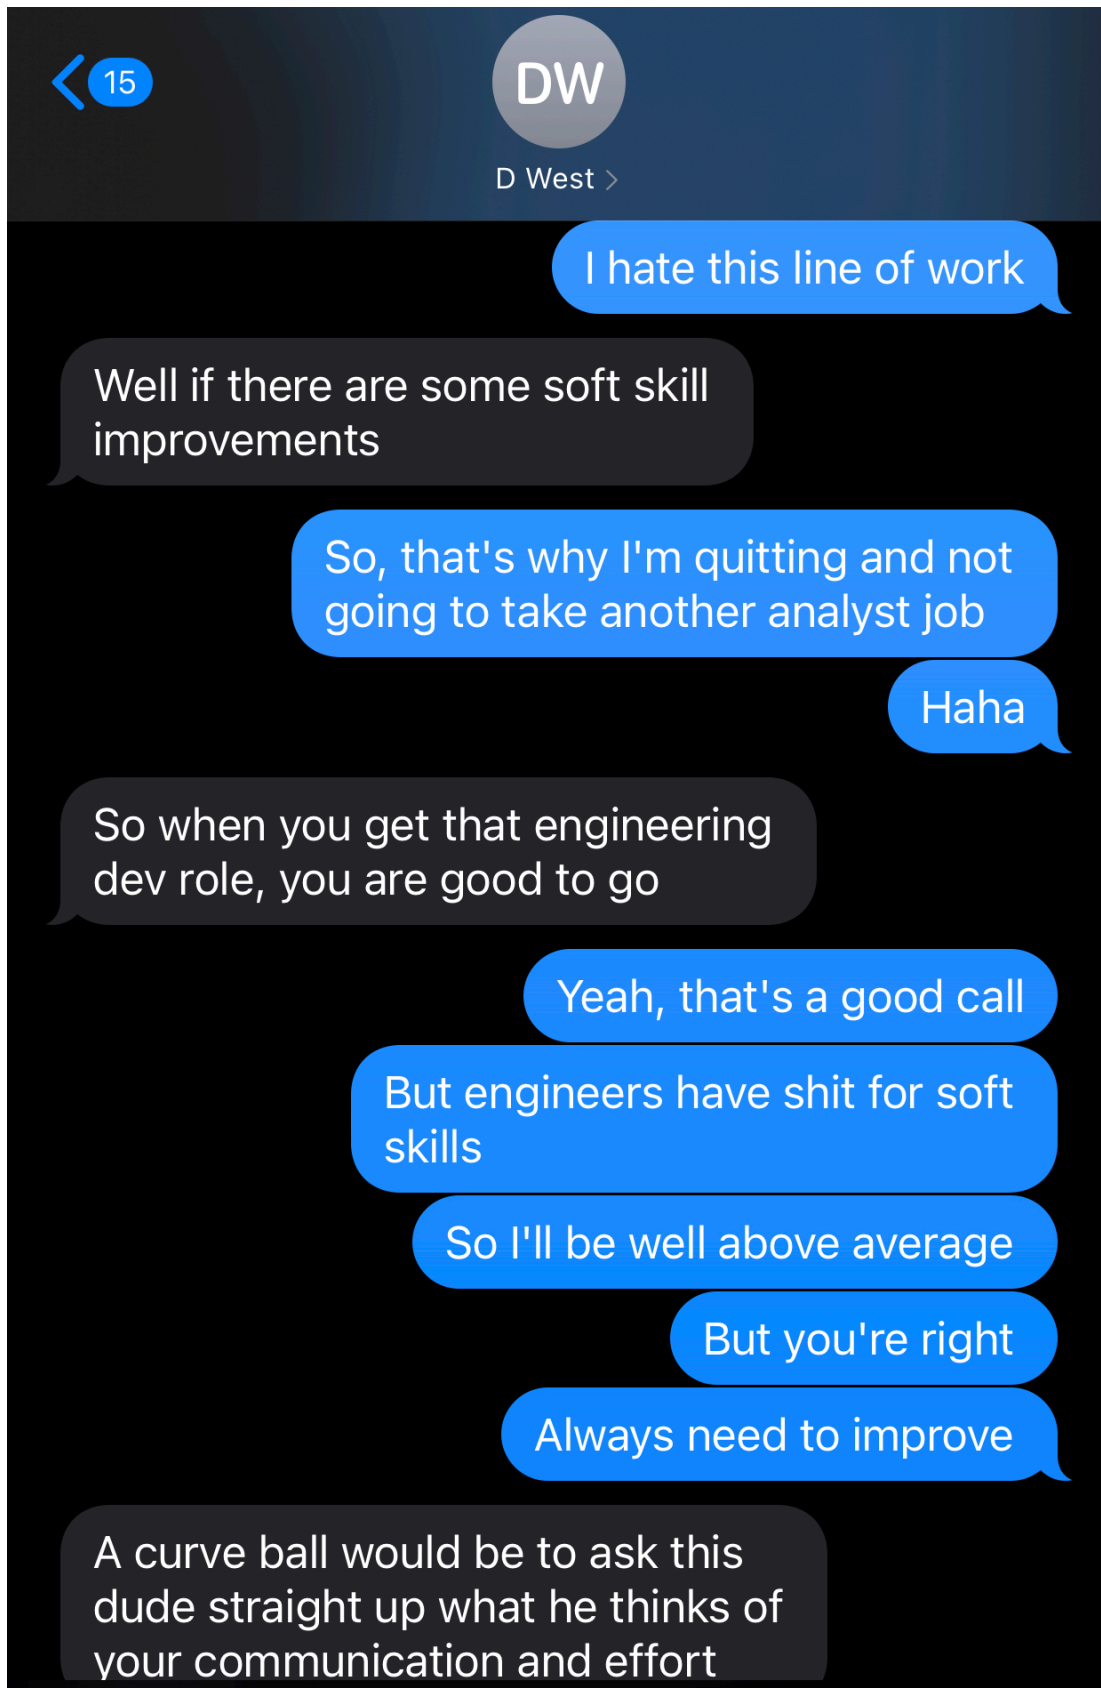 15
DW
D West
I hate this line of work
Well if there are some soft skill
improvements
So, that's why I'm quitting and not
going to take another analyst job
Haha
So when you get that engineering
dev role, you are good to go
Yeah, that's a good call
But engineers have shit for soft
skills
So I'll be well above average
But you're right
Always need to improve
A curve ball would be to ask this
dude straight up what he thinks of
your communication and effort